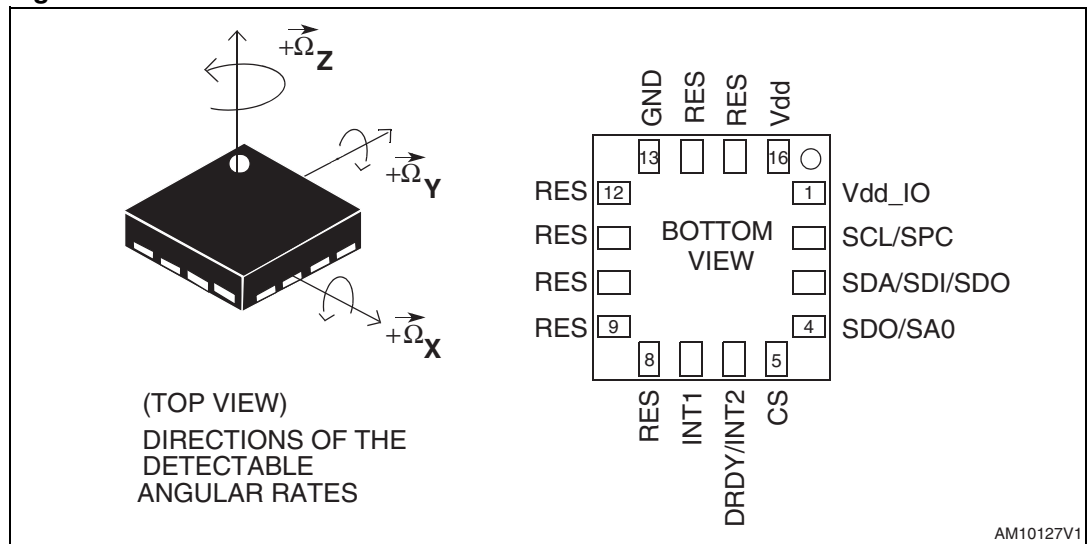 +Ω Z
+Ω Y
+Ω X
(TOP VIEW)
DIRECTIONS OF THE
DETECTABLE
ANGULAR RATES
GND
RES
RES
Vdd
13
16
RES 12
1 Vdd_IO
RES
SCL/SPC
RES
SDA/SDI/SDO
RES 9
4 SDO/SA0
BOTTOM
VIEW
8
5
RES
INT1
DRDY/INT2
CS
AM10127V1